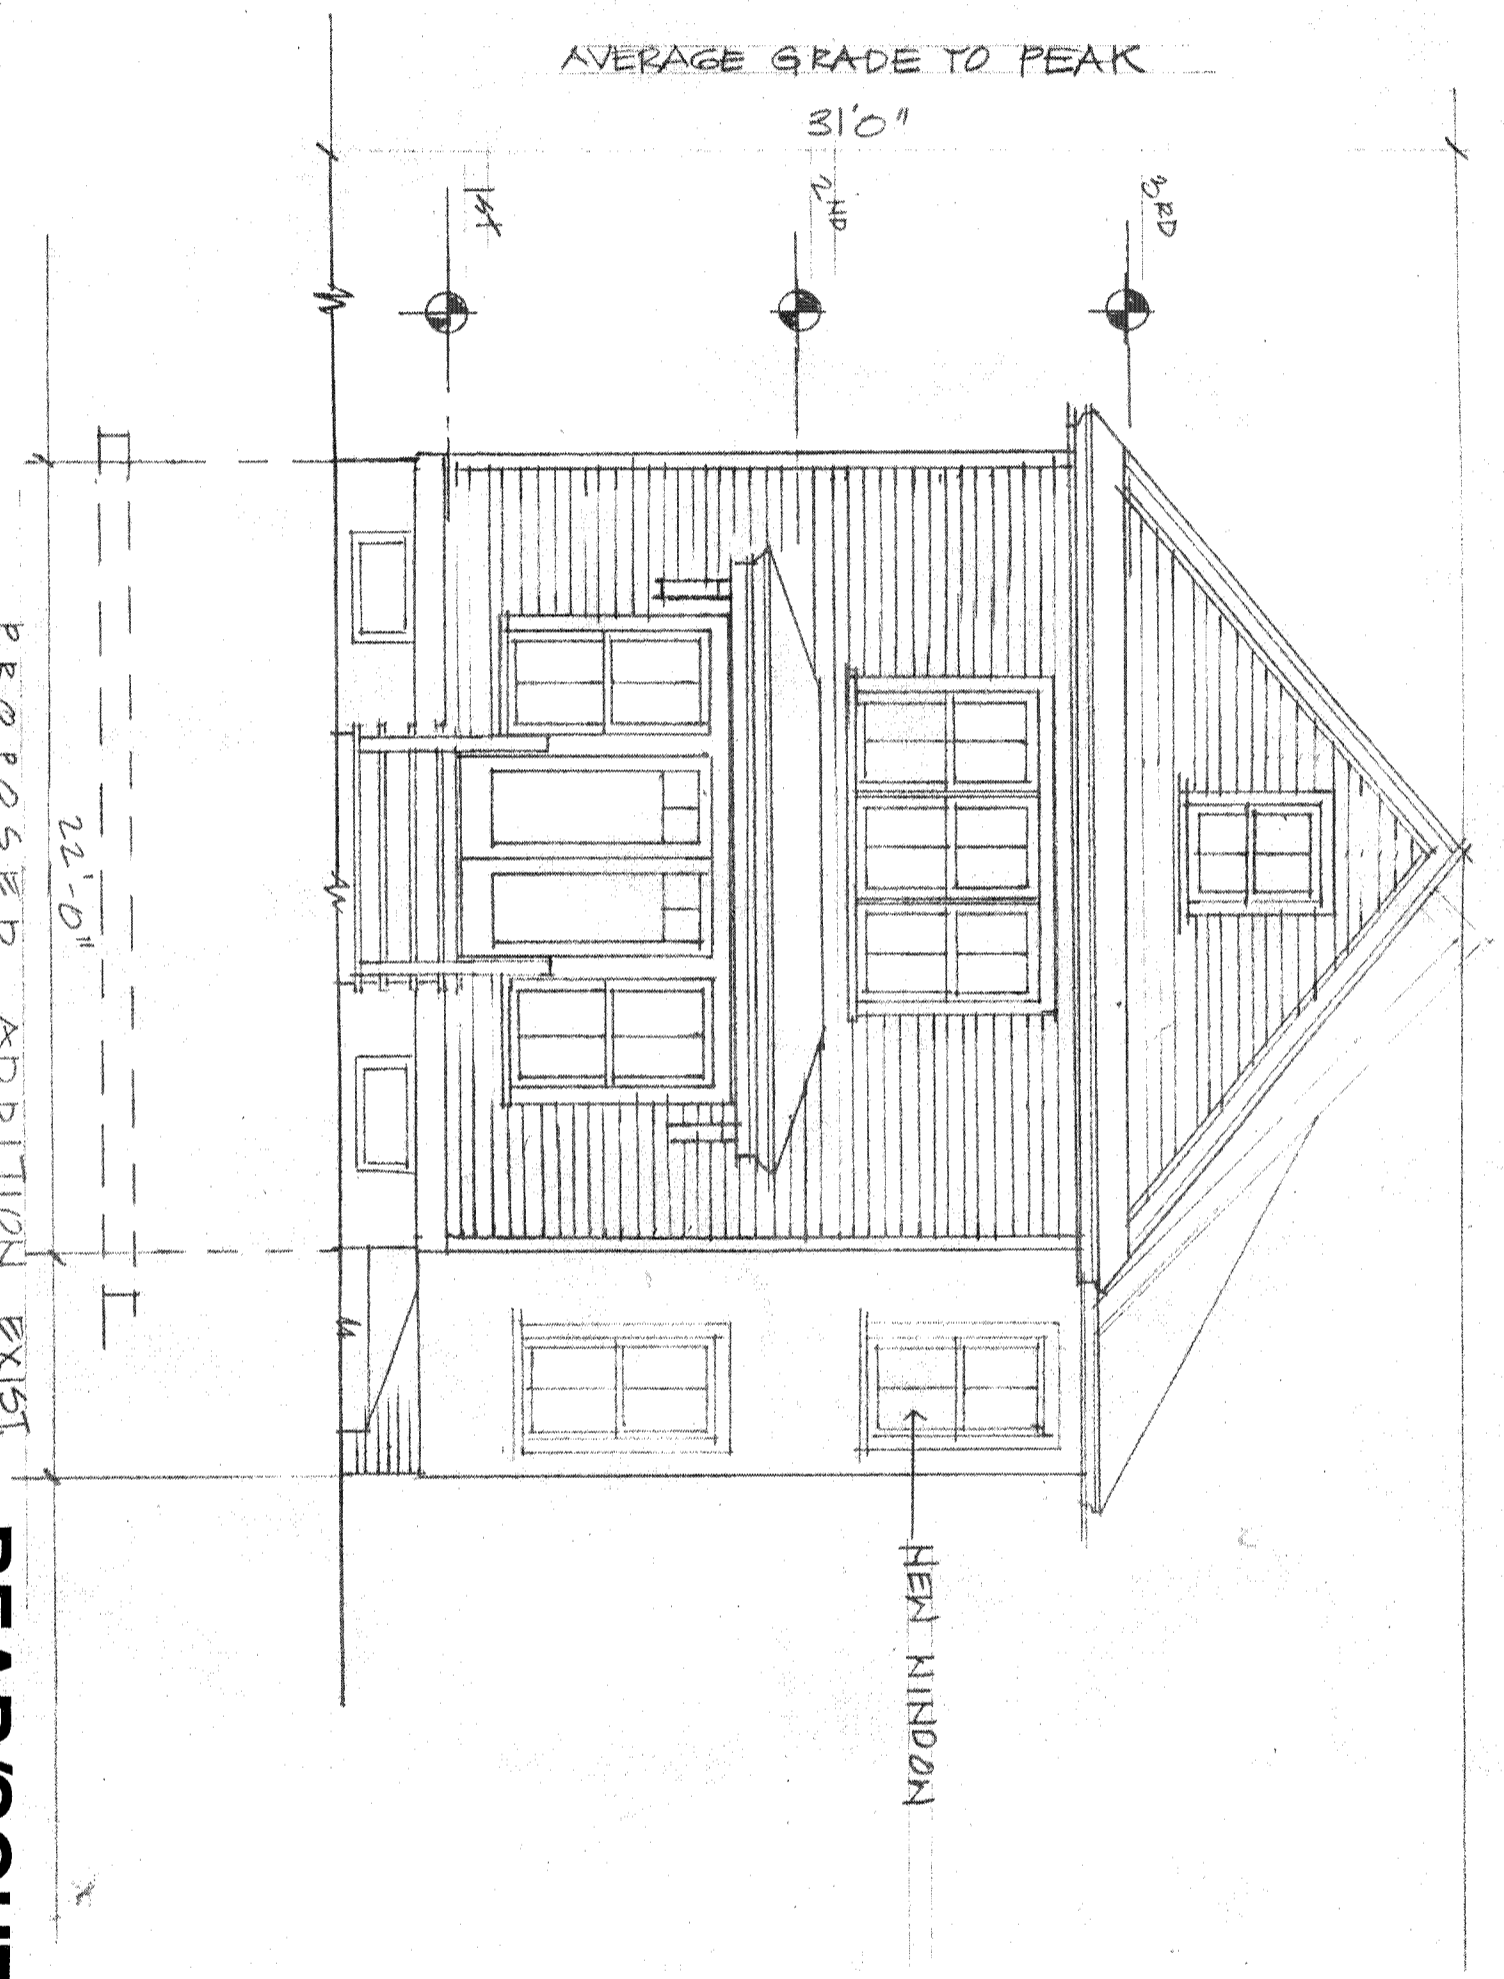 AVERAGE GRADE TO PEAK
31'0"
3RD
2ND
1st
NEW WINDOW
22'-0"
PROPOSED ADDITION EXIST